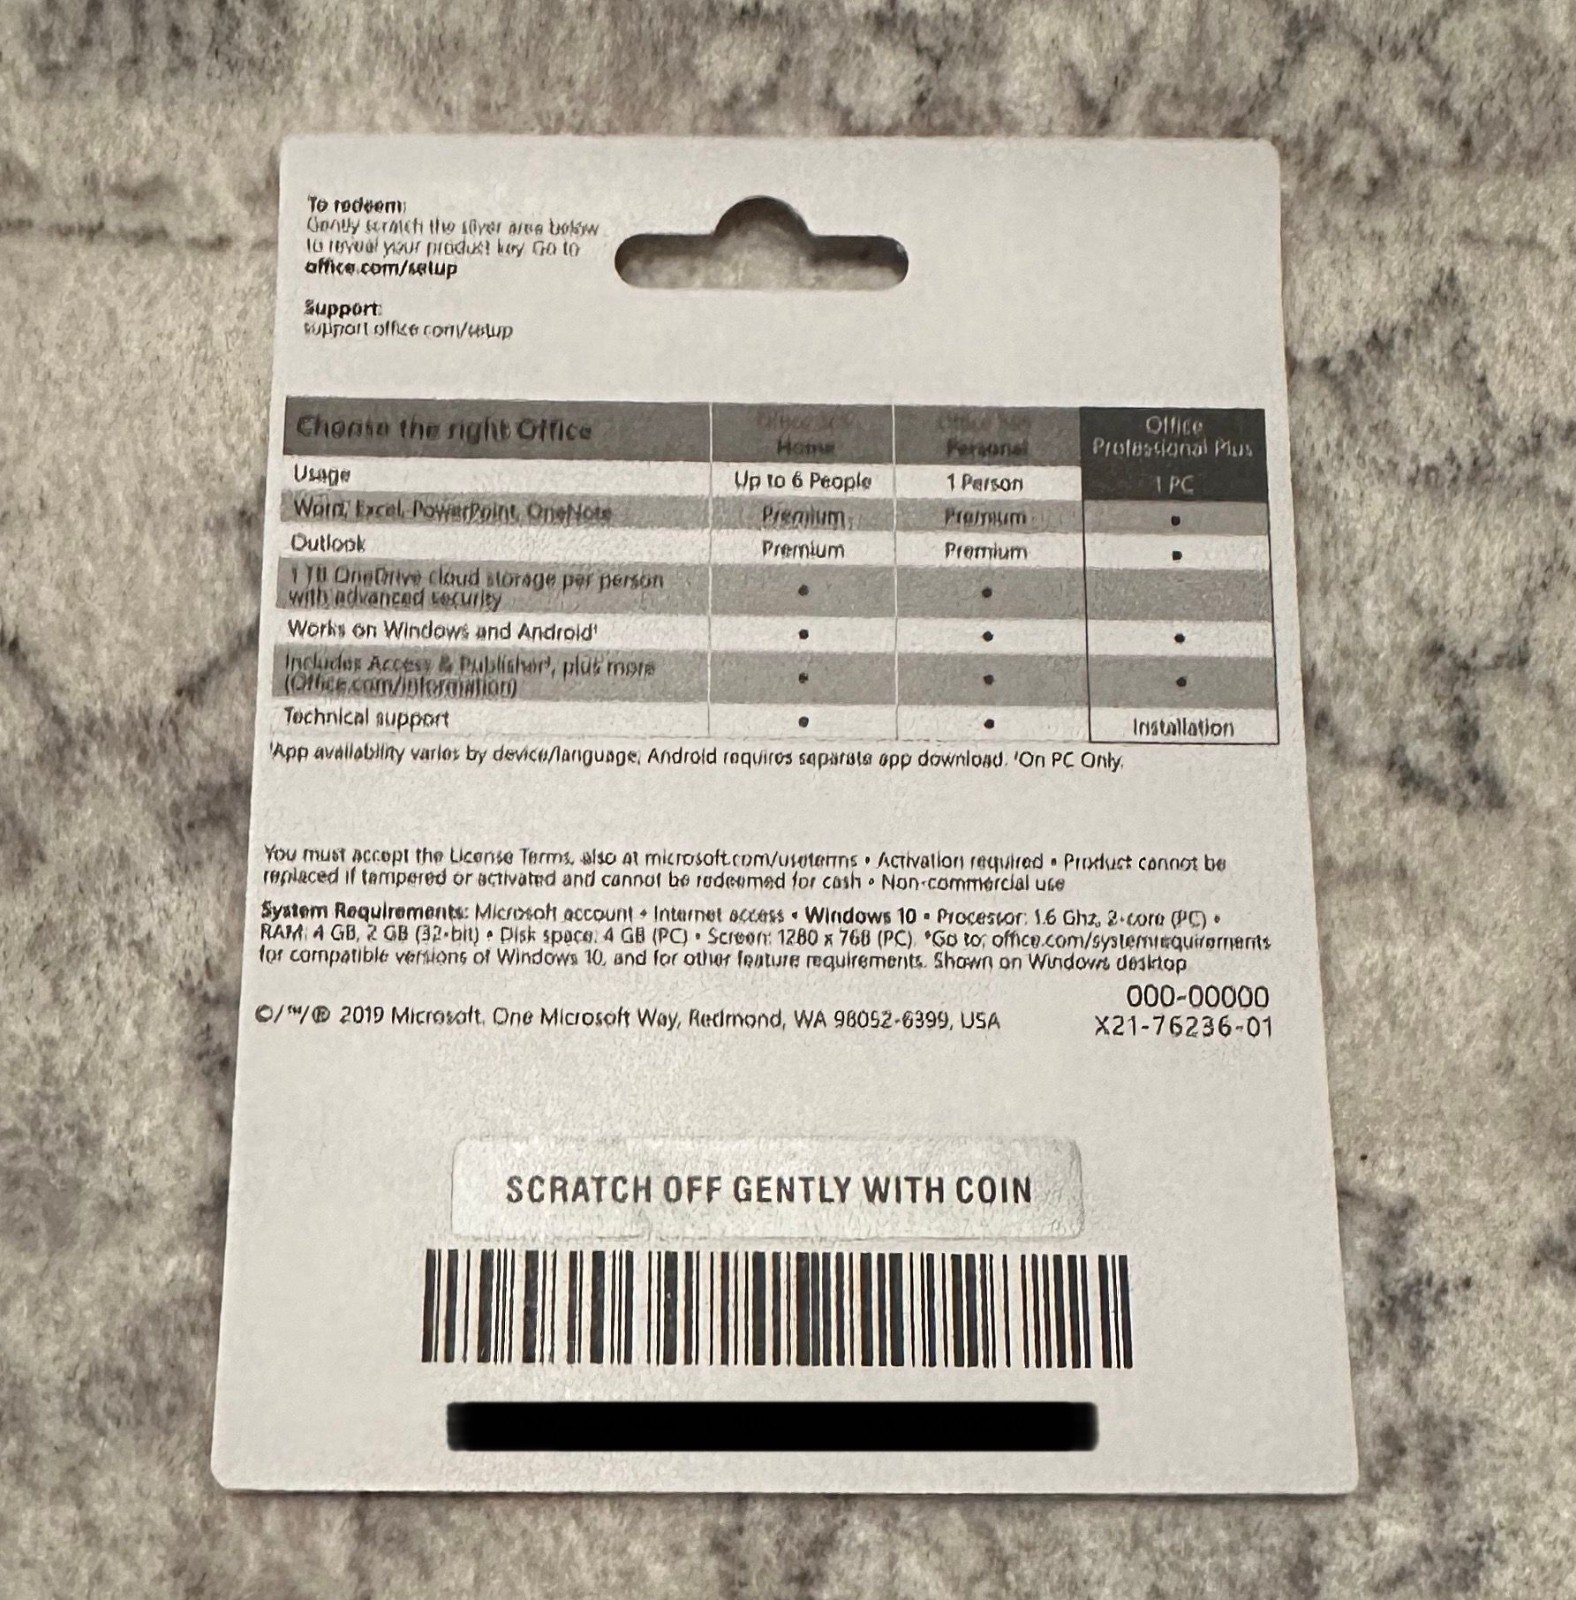 To redeem:
Gently scratch the silver area below
to reveal your product key. Go to
office.com/setup
Support:
support.office.com/setup
Choose the right Office
Office 365
Home
Office 365
Personal
Office
Professional Plus
Usage
Up to 6 People
1 Person
1 PC
Word, Excel, PowerPoint, OneNote
Premium
Premium
•
Outlook
Premium
Premium
•
1 TB OneDrive cloud storage per person
with advanced security
•
•
Works on Windows and Android¹
•
•
•
Includes Access & Publisher¹, plus more
(Office.com/information)
•
•
•
Technical support
•
•
Installation
¹App availability varies by device/language, Android requires separate app download. ¹On PC Only.
You must accept the License Terms, also at microsoft.com/useterms • Activation required • Product cannot be
replaced if tampered or activated and cannot be redeemed for cash • Non-commercial use
System Requirements: Microsoft account • Internet access • Windows 10 • Processor: 1.6 Ghz, 2-core (PC) •
RAM: 4 GB, 2 GB (32-bit) • Disk space: 4 GB (PC) • Screen: 1280 x 768 (PC). *Go to: office.com/systemrequirements
for compatible versions of Windows 10, and for other feature requirements. Shown on Windows desktop
000-00000
©/™/® 2019 Microsoft. One Microsoft Way, Redmond, WA 98052-6399, USA
X21-76236-01
SCRATCH OFF GENTLY WITH COIN